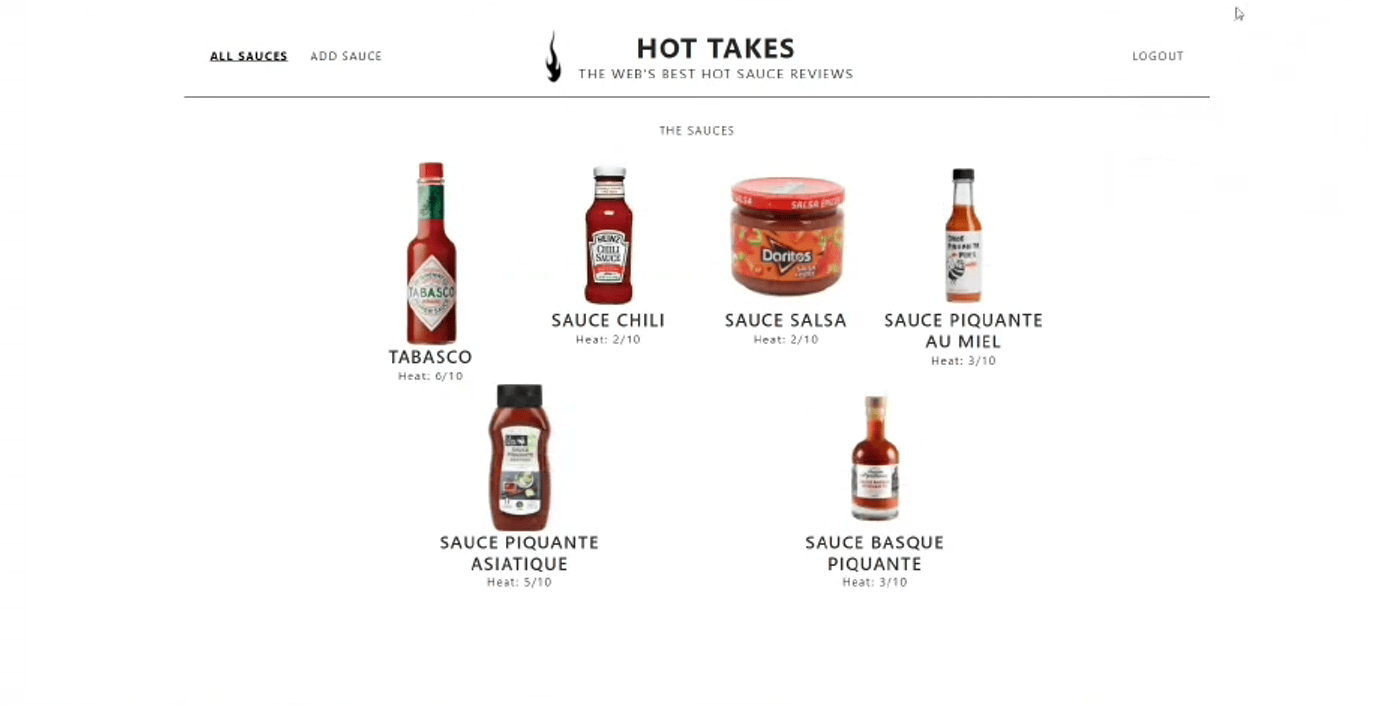 ALL SAUCES
ADD SAUCE
HOT TAKES
THE WEB'S BEST HOT SAUCE REVIEWS
LOGOUT
THE SAUCES
TABASCO
HEINZ
CHILI
SAUCE
SALSA
Doritos
SALSA
TABASCO
Heat: 6/10
SAUCE CHILI
Heat: 2/10
SAUCE SALSA
Heat: 2/10
SAUCE PIQUANTE
AU MIEL
Heat: 3/10
SAUCE PIQUANTE
ASIATIQUE
Heat: 5/10
SAUCE BASQUE
PIQUANTE
Heat: 3/10